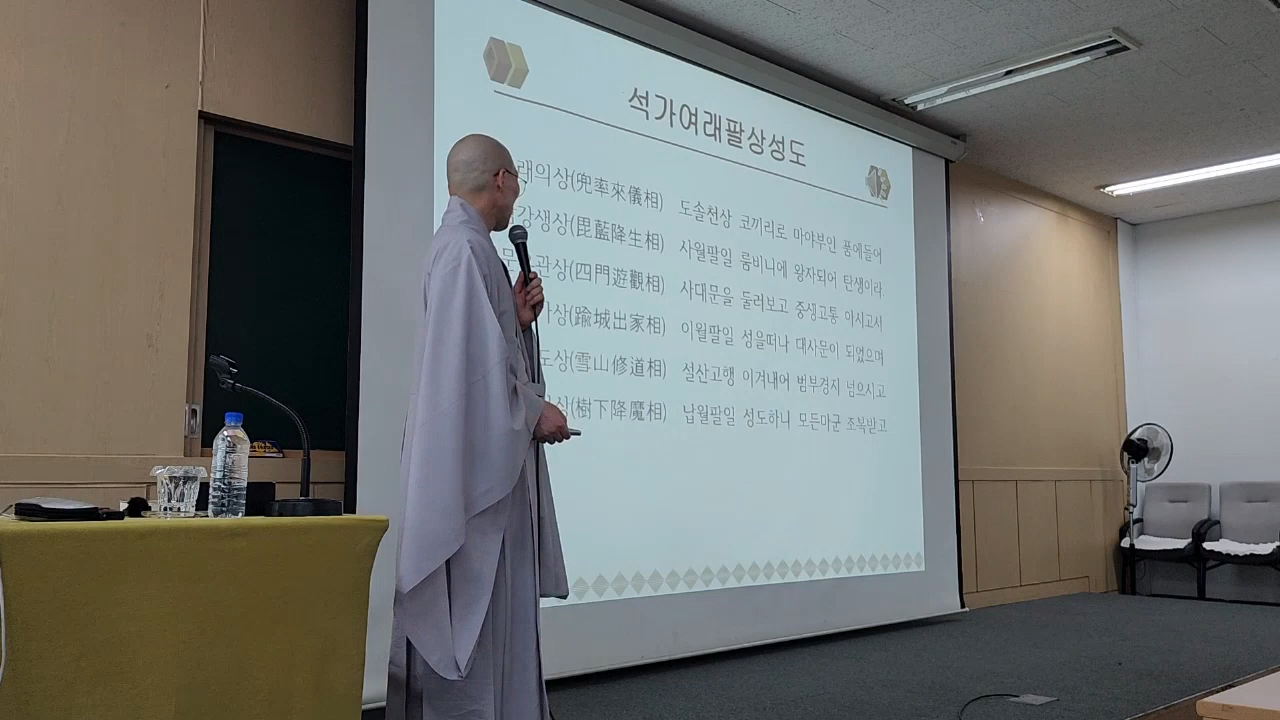 석가여래팔상성도
래의상(兜率來儀相) 도솔천상 코끼리로 마야부인 품에들어
강생상(毘藍降生相) 사월팔일 룸비니에 왕자되어 탄생이라
관상(四門遊觀相) 사대문을 둘러보고 중생고통 아시고서
가상(踰城出家相) 이월팔일 성을떠나 대사문이 되었으며
도상(雪山修道相) 설산고행 이겨내어 범부경지 넘으시고
상(樹下降魔相) 납월팔일 성도하니 모든마군 조복받고